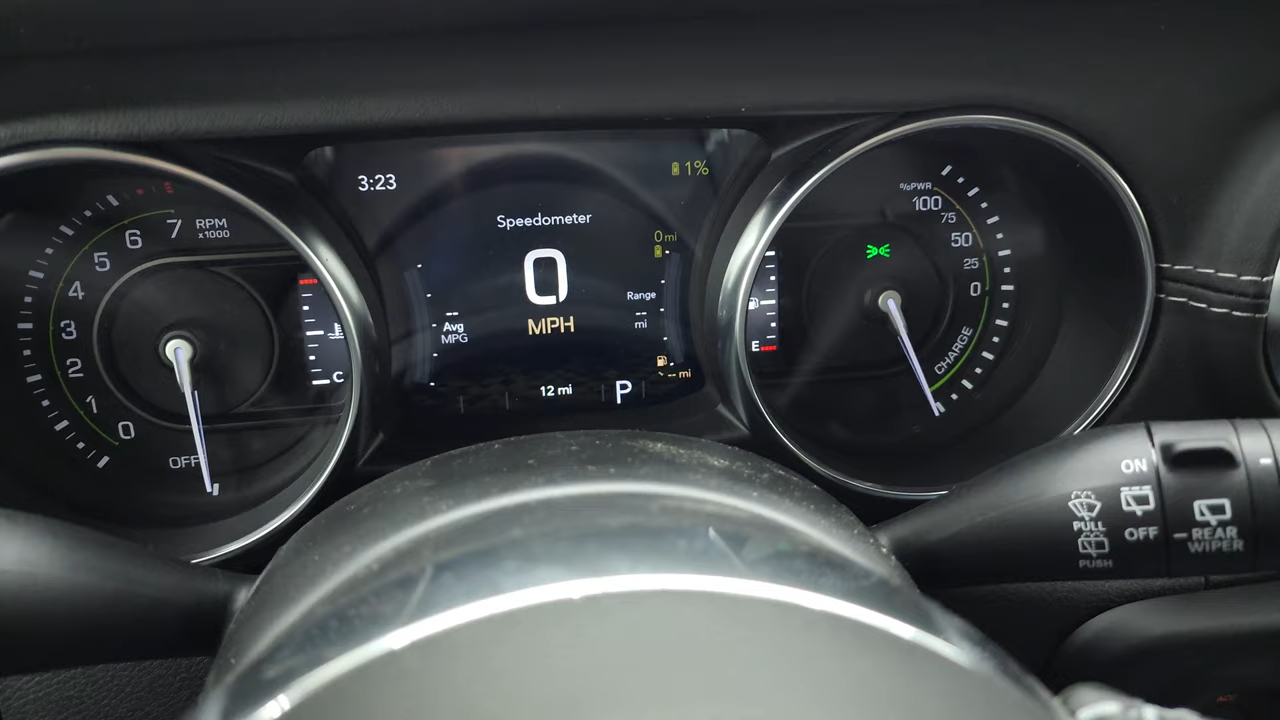 3:23
1%
Speedometer
0
MPH
0 mi
Range
--
mi
--
Avg
MPG
-- mi
12 mi
P
RPM
x1000
7
6
5
4
3
2
1
0
OFF
C
E
%PWR
100
75
50
25
0
CHARGE
ON
OFF
PULL
PUSH
REAR
WIPER